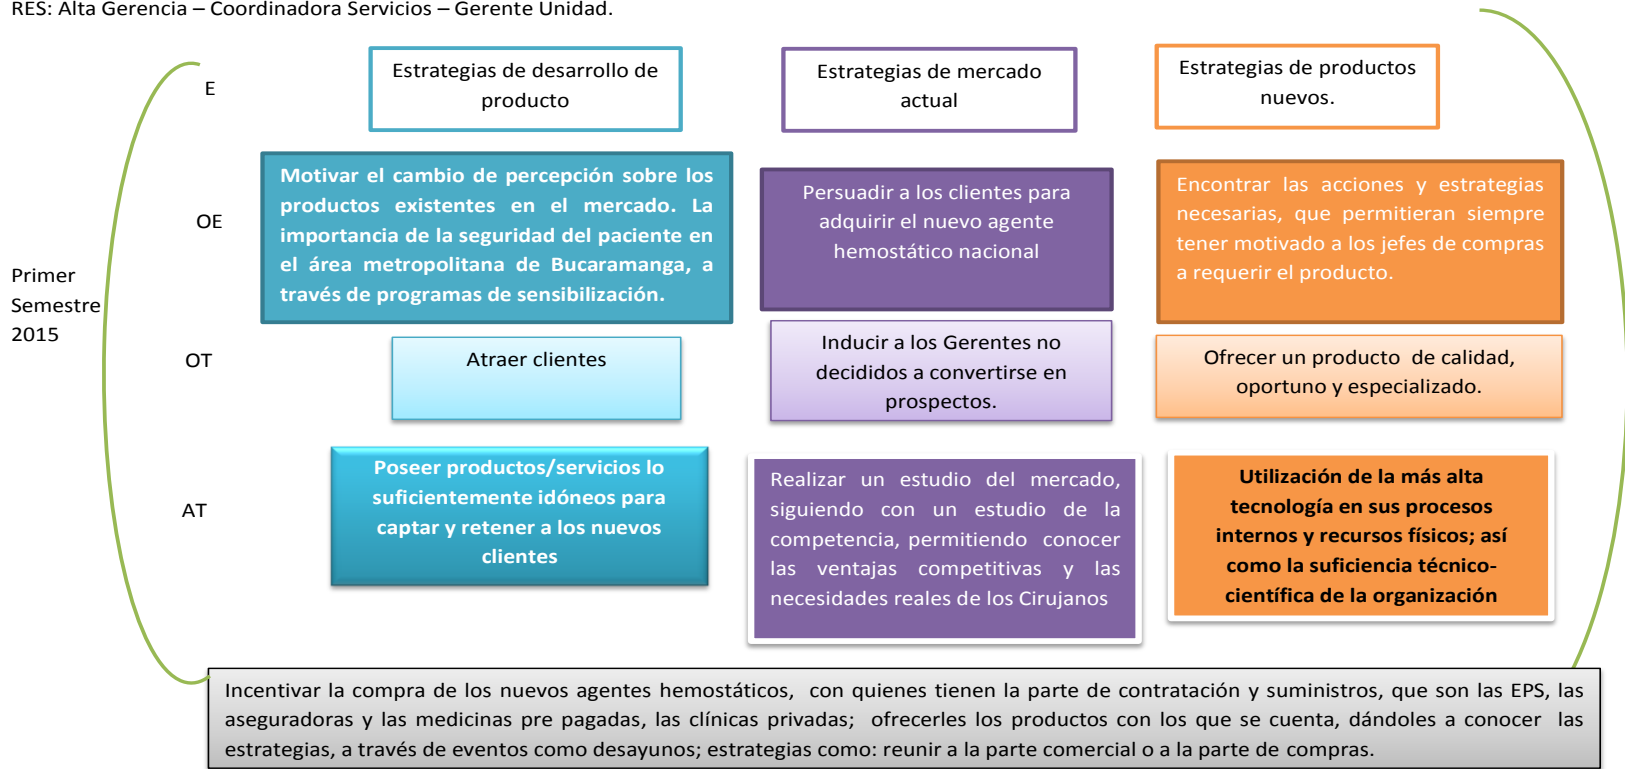 RES: Alta Gerencia – Coordinadora Servicios – Gerente Unidad.
E
Estrategias de desarrollo de
producto
Estrategias de mercado
actual
Estrategias de productos
nuevos.
Primer
Semestre
2015
OE
Motivar el cambio de percepción sobre los
productos existentes en el mercado. La
importancia de la seguridad del paciente en
el área metropolitana de Bucaramanga, a
través de programas de sensibilización.
Persuadir a los clientes para
adquirir el nuevo agente
hemostático nacional
Encontrar las acciones y estrategias
necesarias, que permitieran siempre
tener motivado a los jefes de compras
a requerir el producto.
OT
Atraer clientes
Inducir a los Gerentes no
decididos a convertirse en
prospectos.
Ofrecer un producto de calidad,
oportuno y especializado.
AT
Poseer productos/servicios lo
suficientemente idóneos para
captar y retener a los nuevos
clientes
Realizar un estudio del mercado,
siguiendo con un estudio de la
competencia, permitiendo conocer
las ventajas competitivas y las
necesidades reales de los Cirujanos
Utilización de la más alta
tecnología en sus procesos
internos y recursos físicos; así
como la suficiencia técnico-
científica de la organización
Incentivar la compra de los nuevos agentes hemostáticos, con quienes tienen la parte de contratación y suministros, que son las EPS, las
aseguradoras y las medicinas pre pagadas, las clínicas privadas; ofrecerles los productos con los que se cuenta, dándoles a conocer las
estrategias, a través de eventos como desayunos; estrategias como: reunir a la parte comercial o a la parte de compras.